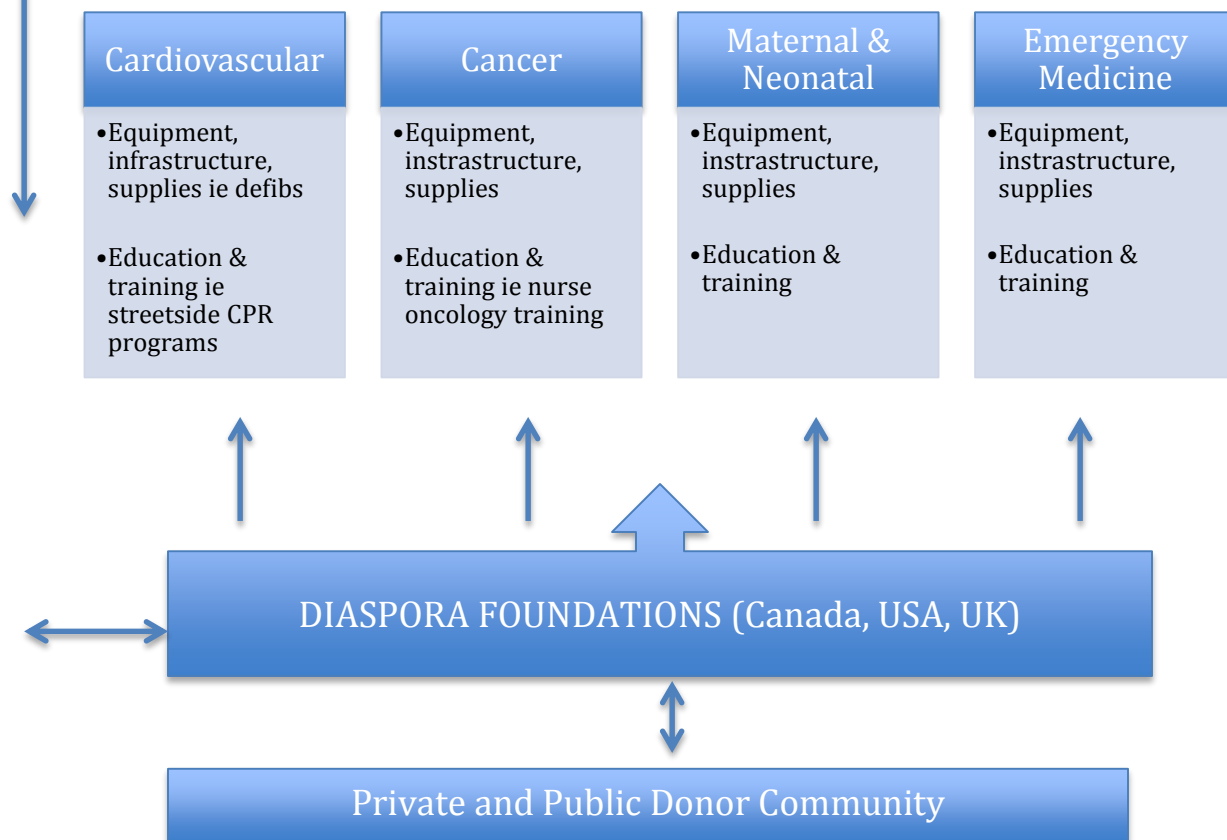 Cardiovascular
•Equipment,
infrastructure,
supplies ie defibs
•Education &
training ie
streetside CPR
programs
Cancer
•Equipment,
instrastructure,
supplies
•Education &
training ie nurse
oncology training
Maternal &
Neonatal
•Equipment,
instrastructure,
supplies
•Education &
training
Emergency
Medicine
•Equipment,
instrastructure,
supplies
•Education &
training
DIASPORA FOUNDATIONS (Canada, USA, UK)
Private and Public Donor Community